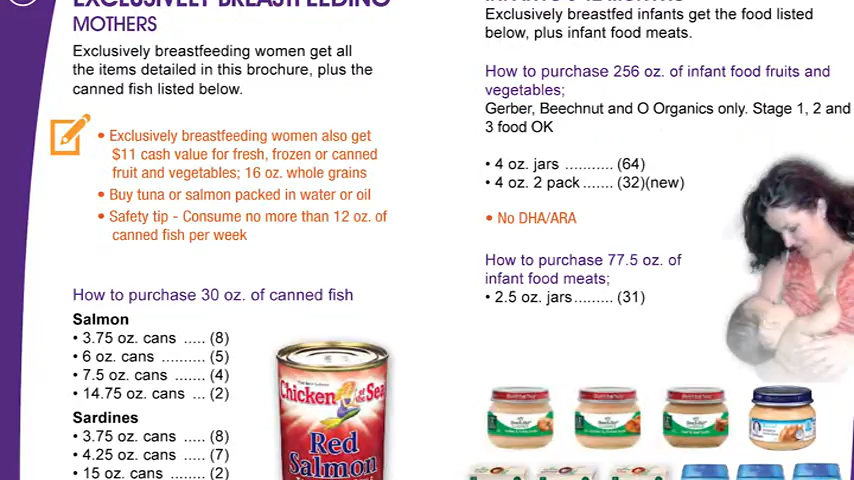 EXCLUSIVELY BREASTFEEDING
MOTHERS
Exclusively breastfeeding women get all
the items detailed in this brochure, plus the
canned fish listed below.
• Exclusively breastfeeding women also get
$11 cash value for fresh, frozen or canned
fruit and vegetables; 16 oz. whole grains
• Buy tuna or salmon packed in water or oil
• Safety tip - Consume no more than 12 oz. of
canned fish per week
How to purchase 30 oz. of canned fish
Salmon
• 3.75 oz. cans ..... (8)
• 6 oz. cans .......... (5)
• 7.5 oz. cans ....... (4)
• 14.75 oz. cans ... (2)
Sardines
• 3.75 oz. cans ..... (8)
• 4.25 oz. cans ..... (7)
• 15 oz. cans ........ (2)
Chicken of the Sea
Red
Salmon
Exclusively breastfed infants get the food listed
below, plus infant food meats.
How to purchase 256 oz. of infant food fruits and
vegetables;
Gerber, Beechnut and O Organics only. Stage 1, 2 and
3 food OK
• 4 oz. jars ........... (64)
• 4 oz. 2 pack ....... (32)(new)
• No DHA/ARA
How to purchase 77.5 oz. of
infant food meats;
• 2.5 oz. jars......... (31)